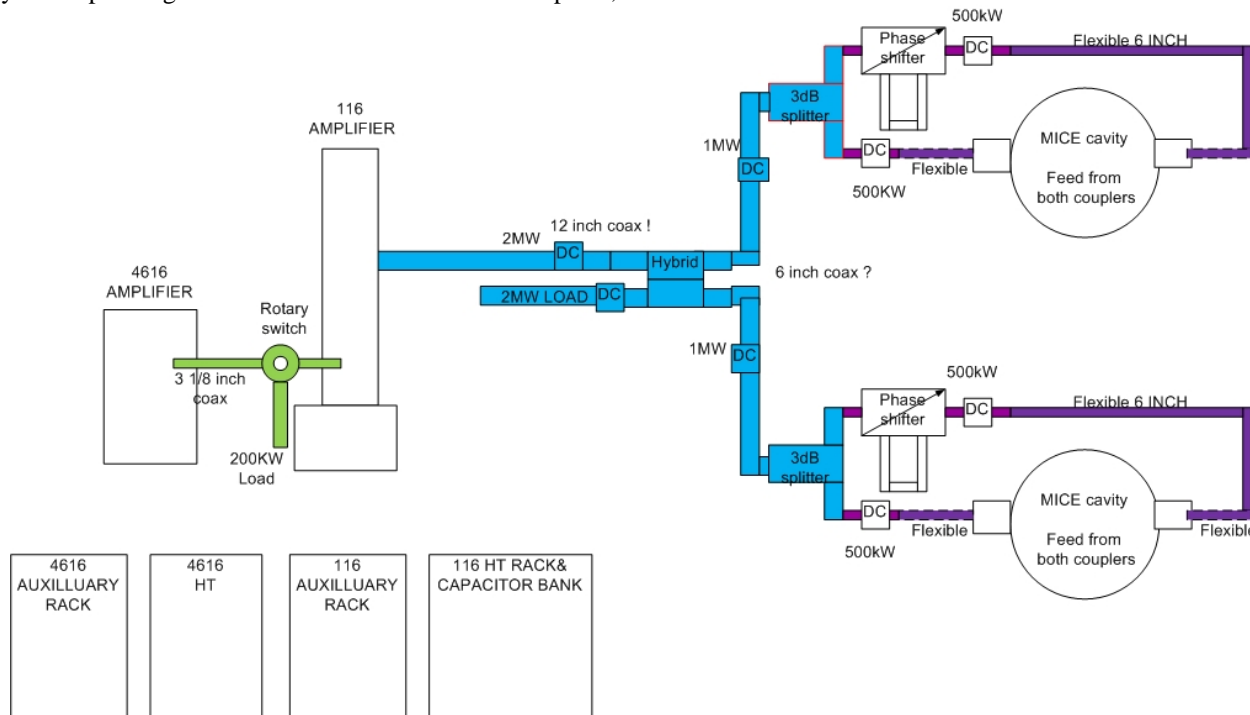 500kW
Phase
shifter
DC
Flexible 6 INCH
116
AMPLIFIER
3dB
splitter
1MW
DC
MICE cavity
Feed from
both couplers
DC
Flexible
500KW
12 inch coax !
2MW
DC
Hybrid
6 inch coax ?
4616
AMPLIFIER
2MW LOAD
DC
Rotary
switch
1MW
DC
3 1/8 inch
coax
500kW
Phase
shifter
DC
Flexible 6 INCH
200KW
Load
3dB
splitter
MICE cavity
Feed from
both couplers
DC
Flexible
Flexible
500kW
4616
AUXILLUARY
RACK
4616
HT
116
AUXILLUARY
RACK
116 HT RACK&
CAPACITOR BANK